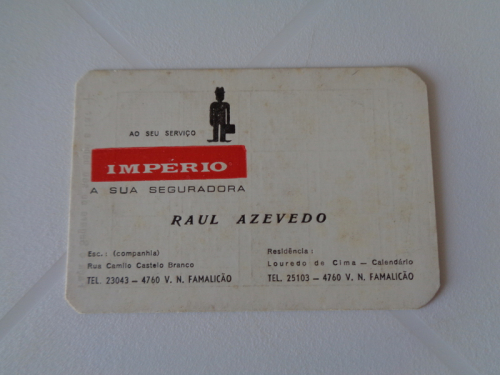 AO SEU SERVIÇO
IMPÉRIO
A SUA SEGURADORA
RAUL AZEVEDO
Esc.: (companhia)
Rua Camilo Castelo Branco
TEL. 23043 — 4760 V. N. FAMALICÃO
Residência:
Louredo de Cima — Calendário
TEL. 25103 — 4760 V. N. FAMALICÃO